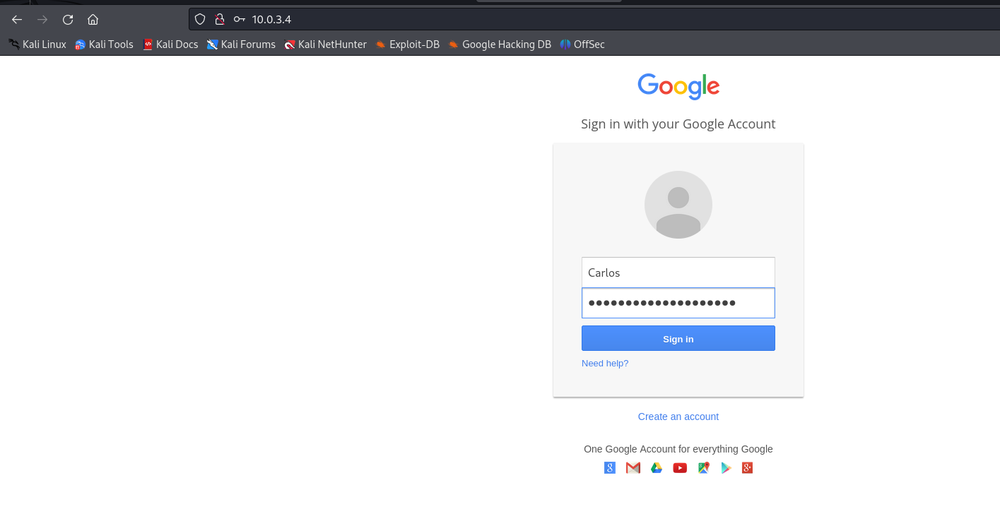 10.0.3.4
Kali Linux Kali Tools Kali Docs Kali Forums Kali NetHunter Exploit-DB Google Hacking DB OffSec
Google
Sign in with your Google Account
Carlos
••••••••••••••••••••
Sign in
Need help?
Create an account
One Google Account for everything Google